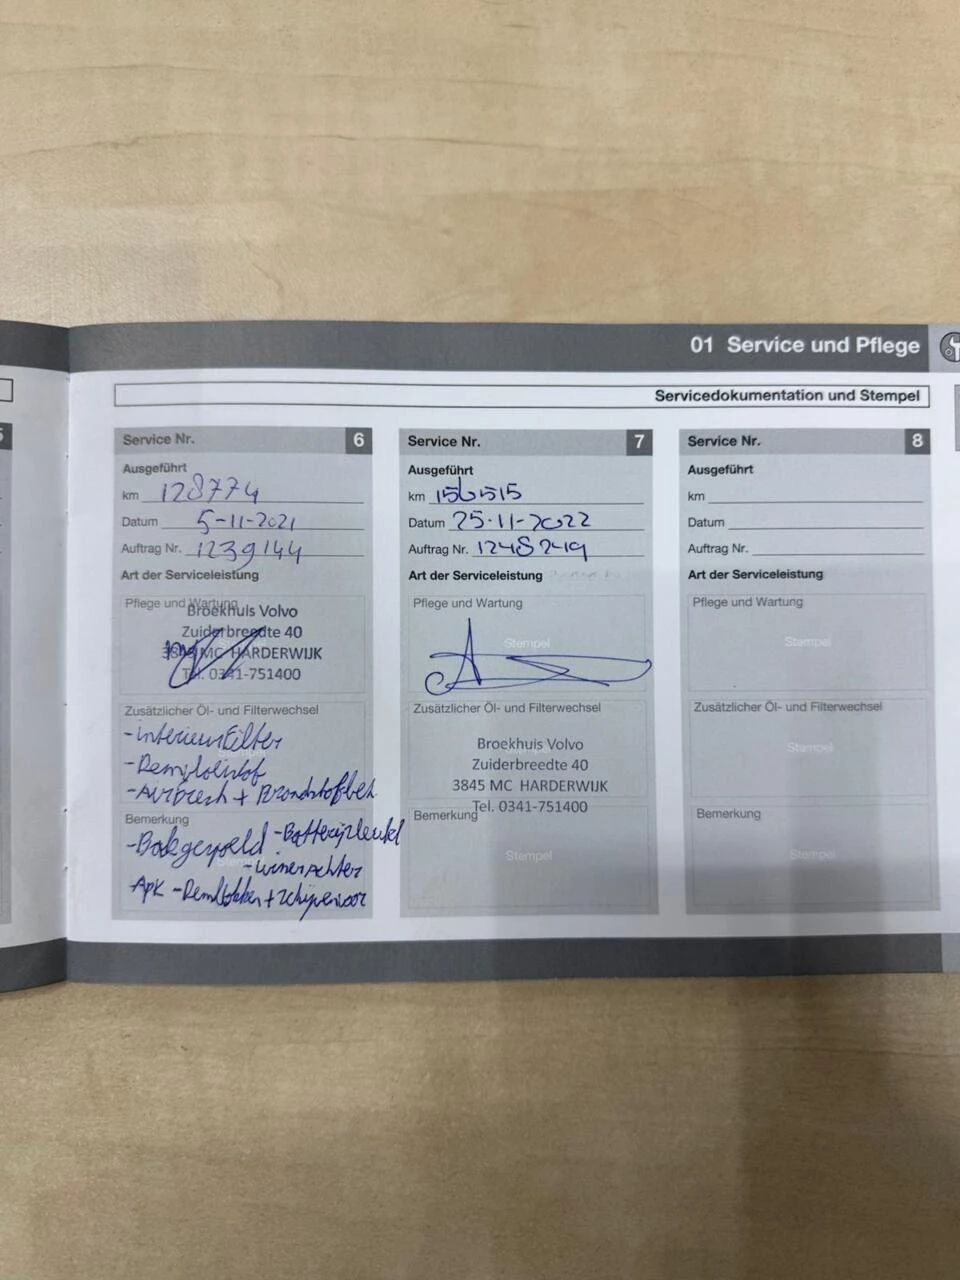 01 Service und Pflege
Servicedokumentation und Stempel
5
Service Nr. 6
Ausgeführt
km 128774
Datum 5-11-2021
Auftrag Nr. 1239144
Art der Serviceleistung
Pflege und Wartung
Broekhuis Volvo
Zuiderbreedte 40
3845 MC HARDERWIJK
Tel. 0341-751400
Zusätzlicher Öl- und Filterwechsel
-interieurfilter
-Remvloeistof
+
Bemerkung
-wisser achter
APK -Remblokken + schijven voor
Service Nr. 7
Ausgeführt
km 156515
Datum 25-11-2022
Auftrag Nr. 1248249
Art der Serviceleistung
Pflege und Wartung
Stempel
Zusätzlicher Öl- und Filterwechsel
Broekhuis Volvo
Zuiderbreedte 40
3845 MC HARDERWIJK
Tel. 0341-751400
Bemerkung
Stempel
Service Nr. 8
Ausgeführt
km
Datum
Auftrag Nr.
Art der Serviceleistung
Pflege und Wartung
Stempel
Zusätzlicher Öl- und Filterwechsel
Stempel
Bemerkung
Stempel